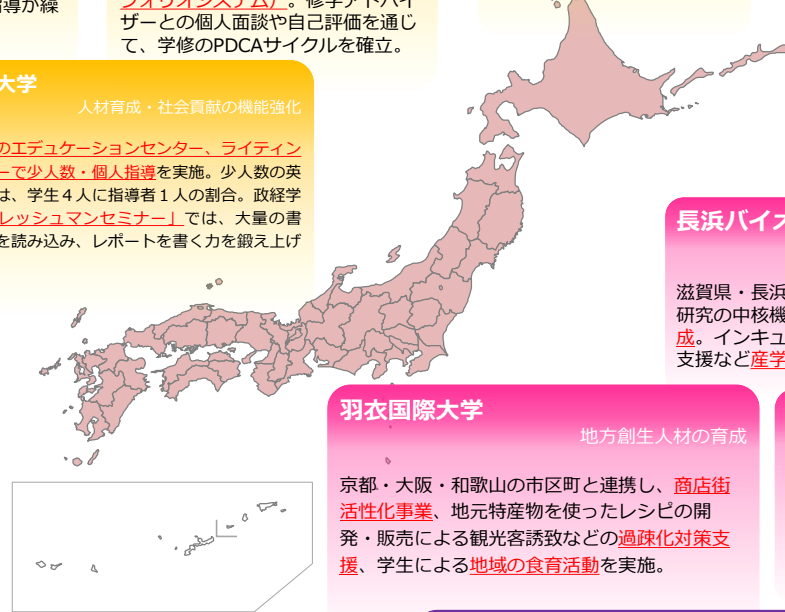 指導が繰
フォリオシステム）。修学アドバイ
ザーとの個人面談や自己評価を通じ
て、学修のPDCAサイクルを確立。
大学
人材育成・社会貢献の機能強化
のエデュケーションセンター、ライティン
ーで少人数・個人指導を実施。少人数の英
は、学生４人に指導者１人の割合。政経学
レッシュマンセミナー」では、大量の書
を読み込み、レポートを書く力を鍛え上げ
長浜バイオ
滋賀県・長浜
研究の中核機
成。インキュ
支援など産学
羽衣国際大学
地方創生人材の育成
京都・大阪・和歌山の市区町と連携し、商店街
活性化事業、地元特産物を使ったレシピの開
発・販売による観光客誘致などの過疎化対策支
援、学生による地域の食育活動を実施。